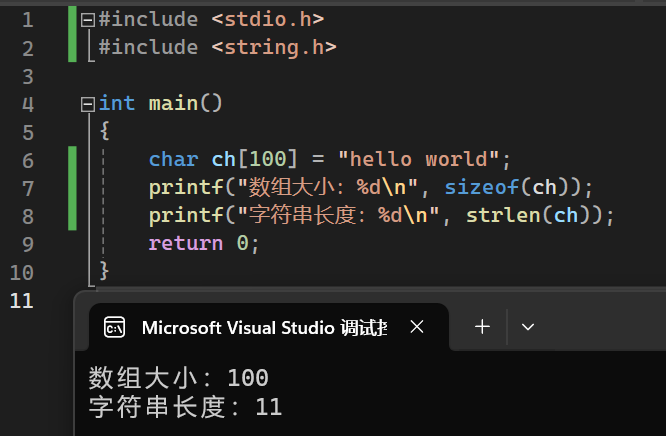 1 #include <stdio.h>
2 #include <string.h>
3
4 int main()
5 {
6 char ch[100] = "hello world";
7 printf("数组大小：%d\n", sizeof(ch));
8 printf("字符串长度：%d\n", strlen(ch));
9 return 0;
10 }
11
Microsoft Visual Studio 调试
数组大小：100
字符串长度：11